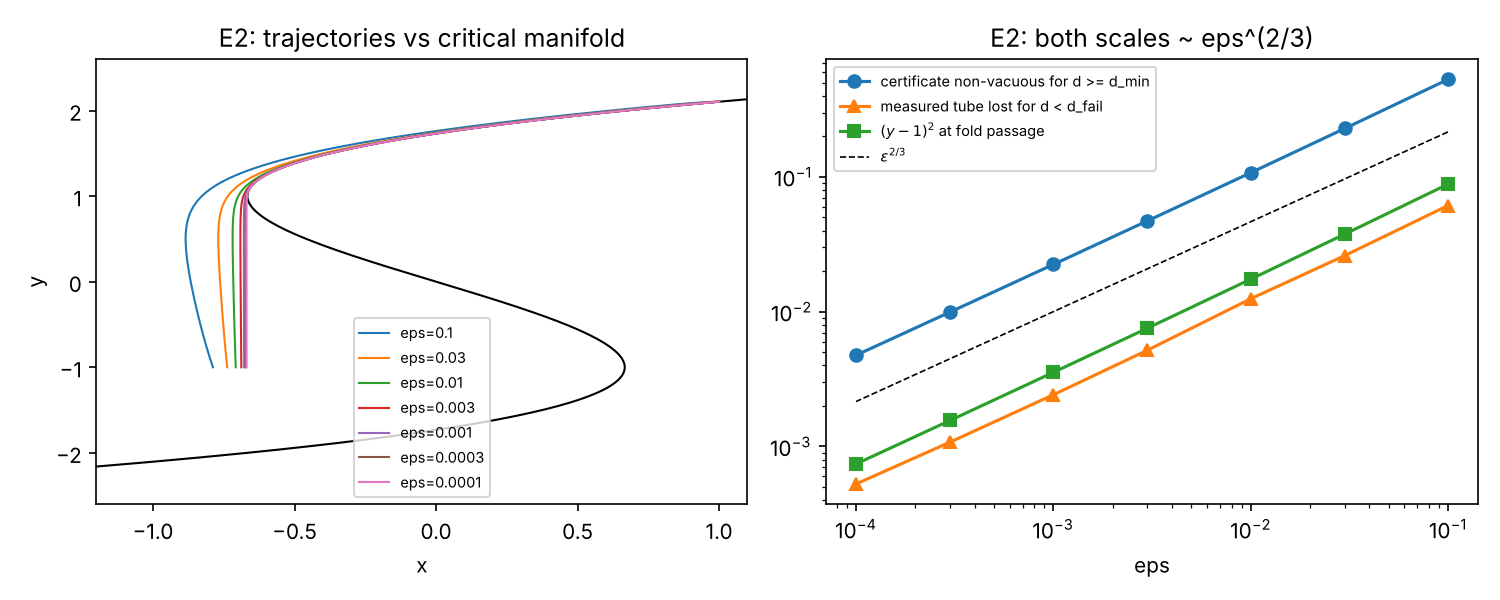 E2: trajectories vs critical manifold
y
2
1
0
−1
−2
eps=0.1
eps=0.03
eps=0.01
eps=0.003
eps=0.001
eps=0.0003
eps=0.0001
−1.0
−0.5
0.0
0.5
1.0
x
E2: both scales ~ eps^(2/3)
certificate non-vacuous for d >= d_min
measured tube lost for d < d_fail
(y − 1)² at fold passage
ε^{2/3}
10⁻¹
10⁻²
10⁻³
10⁻⁴
10⁻³
10⁻²
10⁻¹
eps